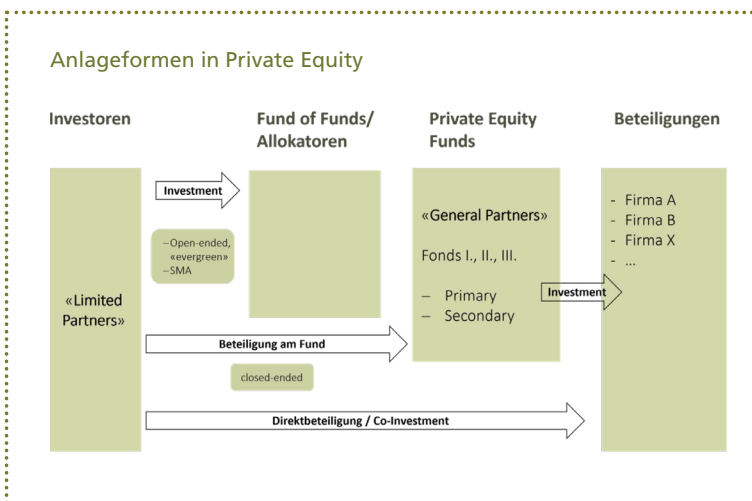 Anlageformen in Private Equity
Investoren
Fund of Funds/
Allokatoren
Private Equity
Funds
Beteiligungen
«Limited
Partners»
Investment
–Open-ended,
«evergreen»
–SMA
«General Partners»
Fonds I., II., III.
– Primary
– Secondary
Investment
- Firma A
- Firma B
- Firma X
- ...
Beteiligung am Fund
closed-ended
Direktbeteiligung / Co-Investment